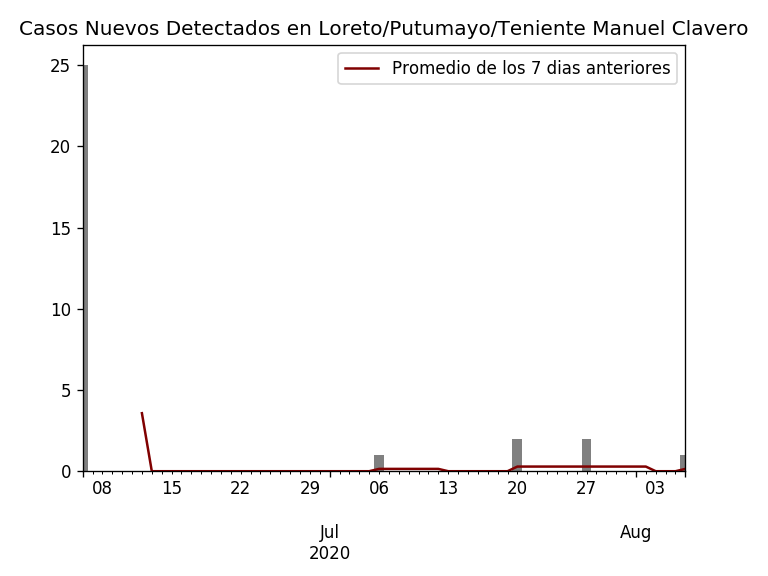 Casos Nuevos Detectados en Loreto/Putumayo/Teniente Manuel Clavero
Promedio de los 7 dias anteriores
25
20
15
10
5
0
08 15 22 29 06 13 20 27 03
Jul Aug
2020